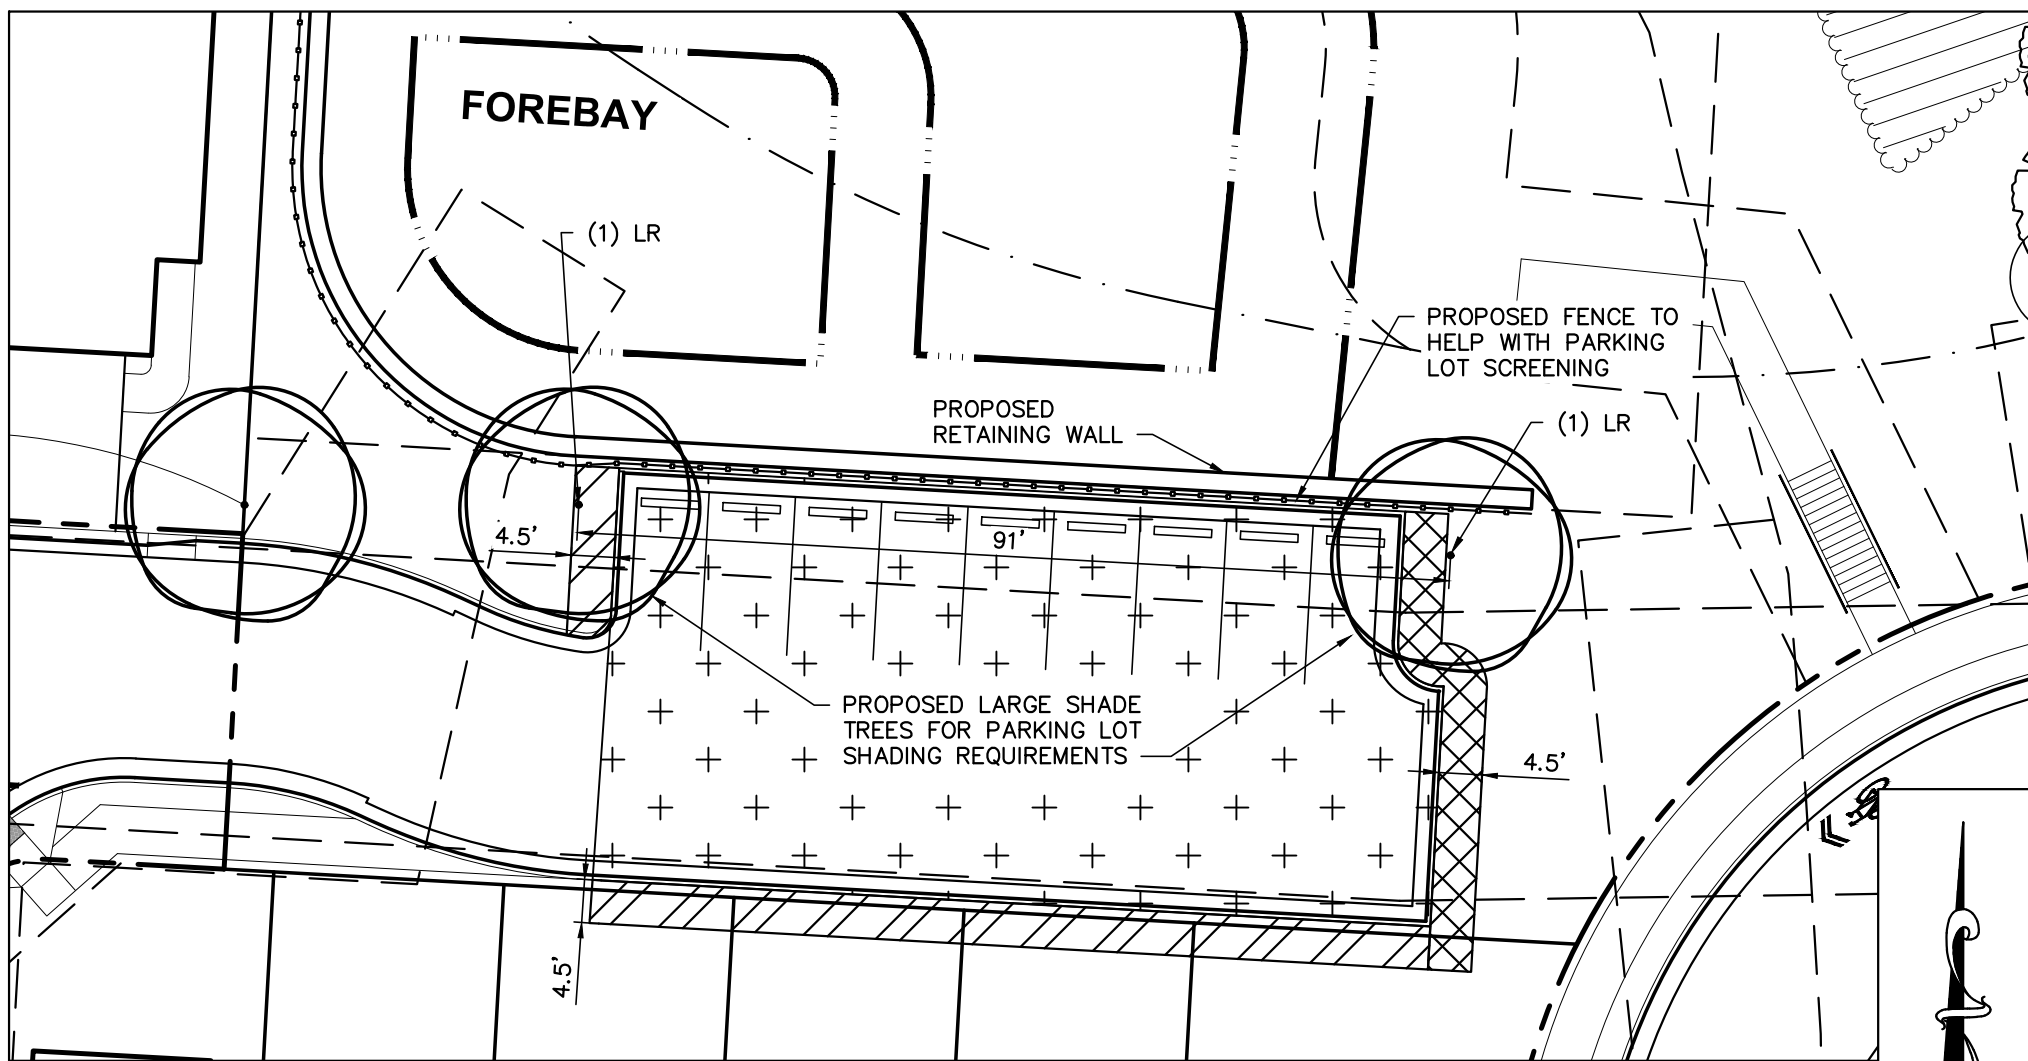 FOREBAY
(1) LR
PROPOSED FENCE TO
HELP WITH PARKING
LOT SCREENING
PROPOSED
RETAINING WALL
(1) LR
4.5'
91'
PROPOSED LARGE SHADE
TREES FOR PARKING LOT
SHADING REQUIREMENTS
4.5'
4.5'